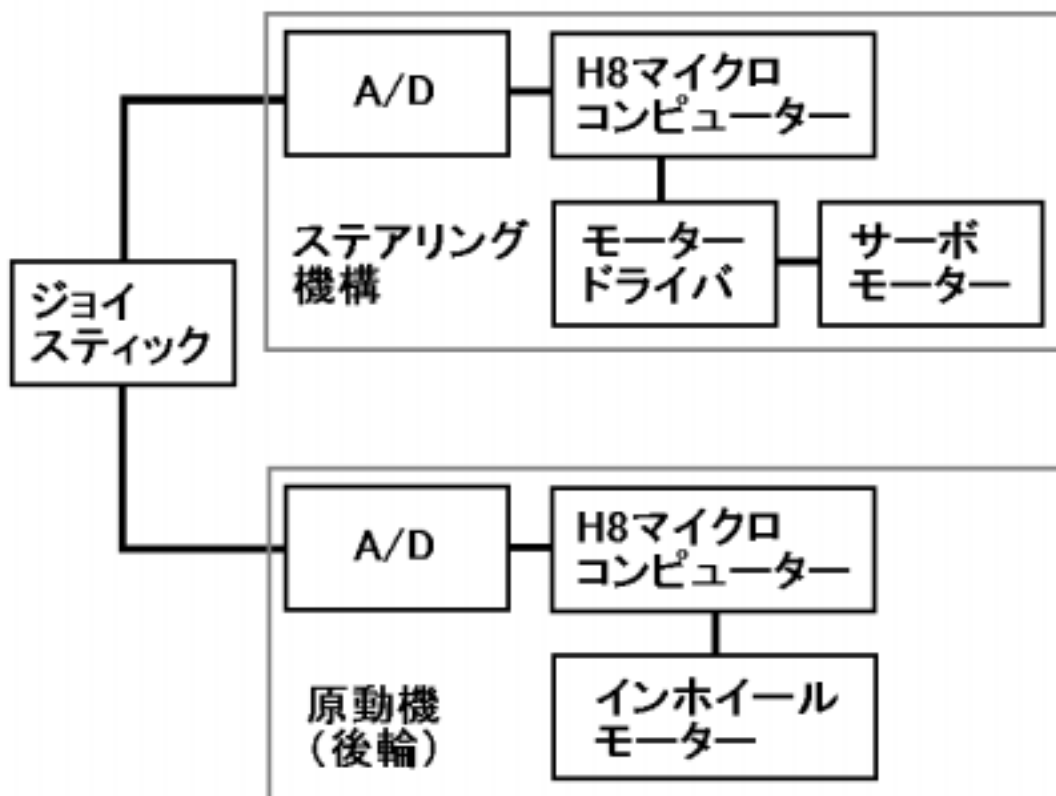 A/D
H8マイクロ
コンピューター
ステアリング
機構
モーター
ドライバ
サーボ
モーター
ジョイ
スティック
A/D
H8マイクロ
コンピューター
原動機
（後輪）
インホイール
モーター